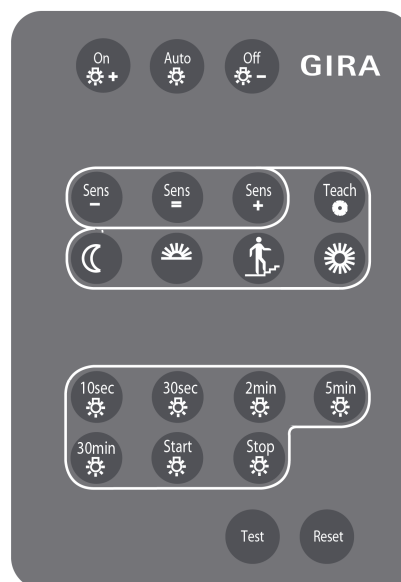 On Auto Off GIRA
+ -
Sens Sens Sens Teach
- = +
10sec 30sec 2min 5min
30min Start Stop
Test Reset